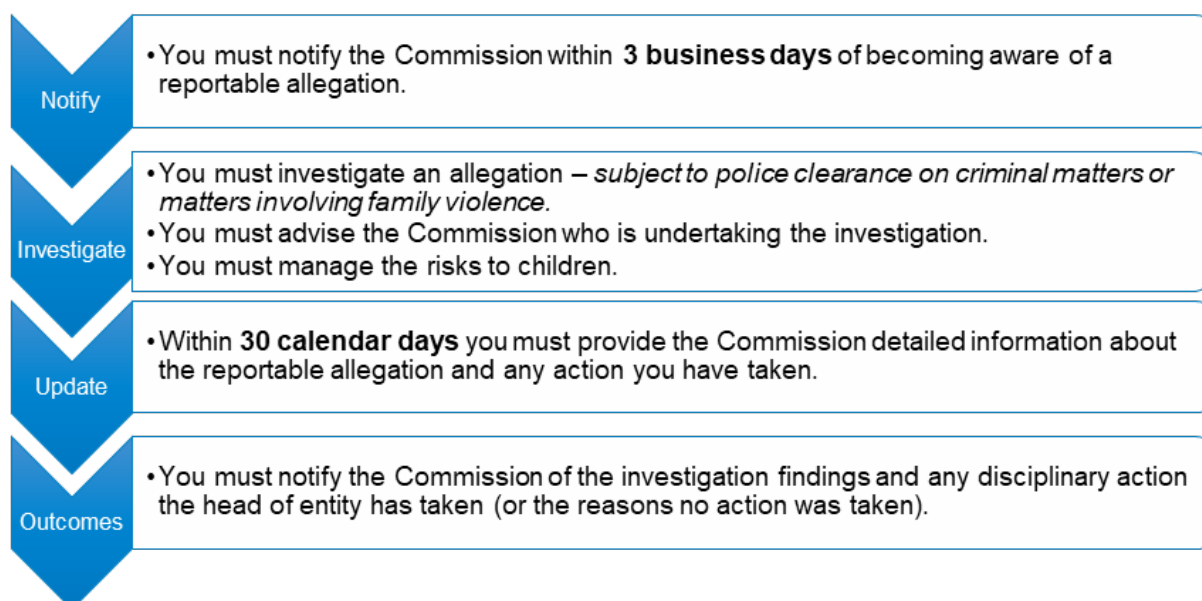 Notify
•You must notify the Commission within 3 business days of becoming aware of a
reportable allegation.
Investigate
•You must investigate an allegation – subject to police clearance on criminal matters or
matters involving family violence.
•You must advise the Commission who is undertaking the investigation.
•You must manage the risks to children.
Update
•Within 30 calendar days you must provide the Commission detailed information about
the reportable allegation and any action you have taken.
Outcomes
•You must notify the Commission of the investigation findings and any disciplinary action
the head of entity has taken (or the reasons no action was taken).